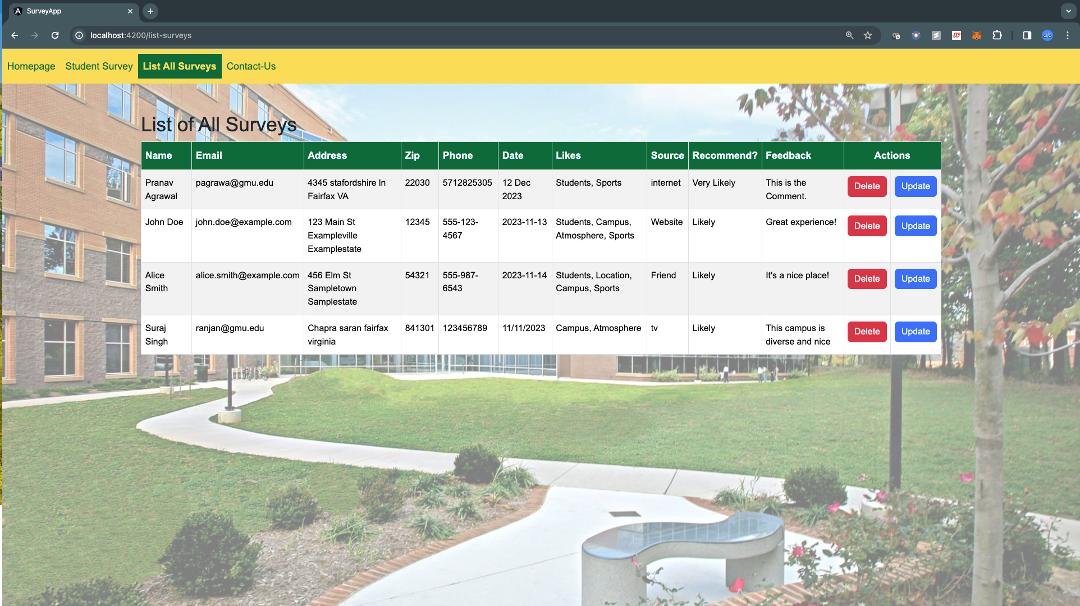 SurveyApp
localhost:4200/list-surveys
Homepage Student Survey List All Surveys Contact-Us
List of All Surveys
Name Email Address Zip Phone Date Likes Source Recommend? Feedback Actions
Pranav pagrawa@gmu.edu 4345 stafordshire ln 22030 5712825305 12 Dec Students, Sports internet Very Likely This is the Delete Update
Agrawal Fairfax VA 2023 Comment.
John Doe john.doe@example.com 123 Main St 12345 555-123- 2023-11-13 Students, Campus, Website Likely Great experience! Delete Update
Exampleville 4567 Atmosphere, Sports
Examplestate
Alice alice.smith@example.com 456 Elm St 54321 555-987- 2023-11-14 Students, Location, Friend Likely It's a nice place! Delete Update
Smith Sampletown 6543 Campus, Sports
Samplestate
Suraj ranjan@gmu.edu Chapra saran fairfax 841301 123456789 11/11/2023 Campus, Atmosphere tv Likely This campus is Delete Update
Singh virginia diverse and nice